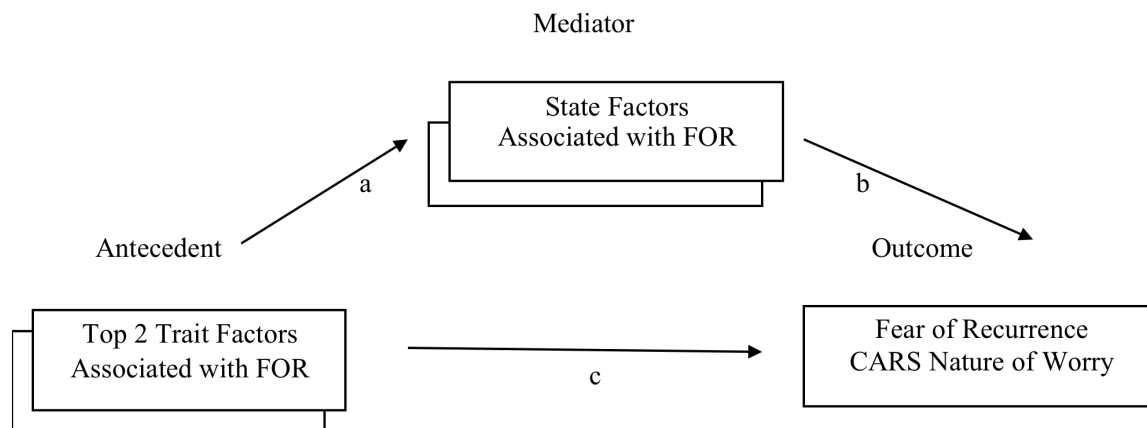 Mediator
State Factors
Associated with FOR
a
b
Antecedent
Outcome
Top 2 Trait Factors
Associated with FOR
c
Fear of Recurrence
CARS Nature of Worry